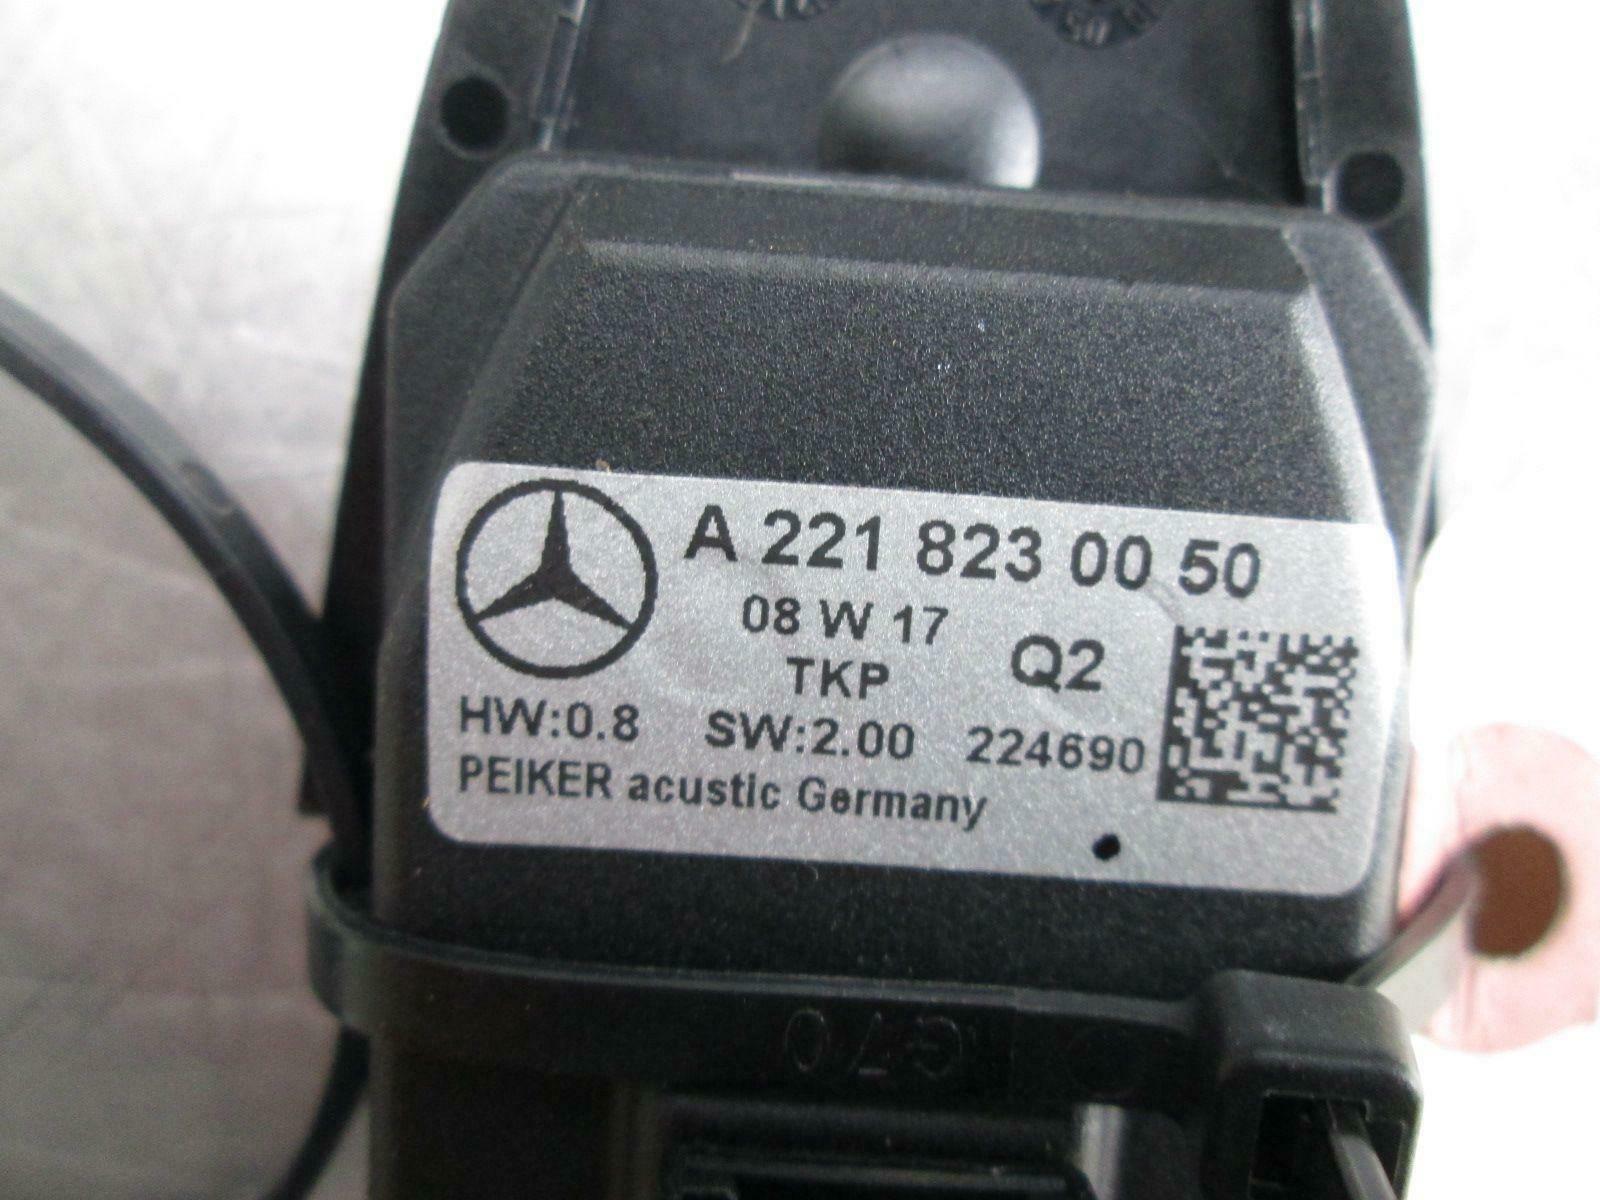 A 221 823 00 50
08 W 17
Q2
TKP
HW:0.8 SW:2.00 224690
PEIKER acustic Germany